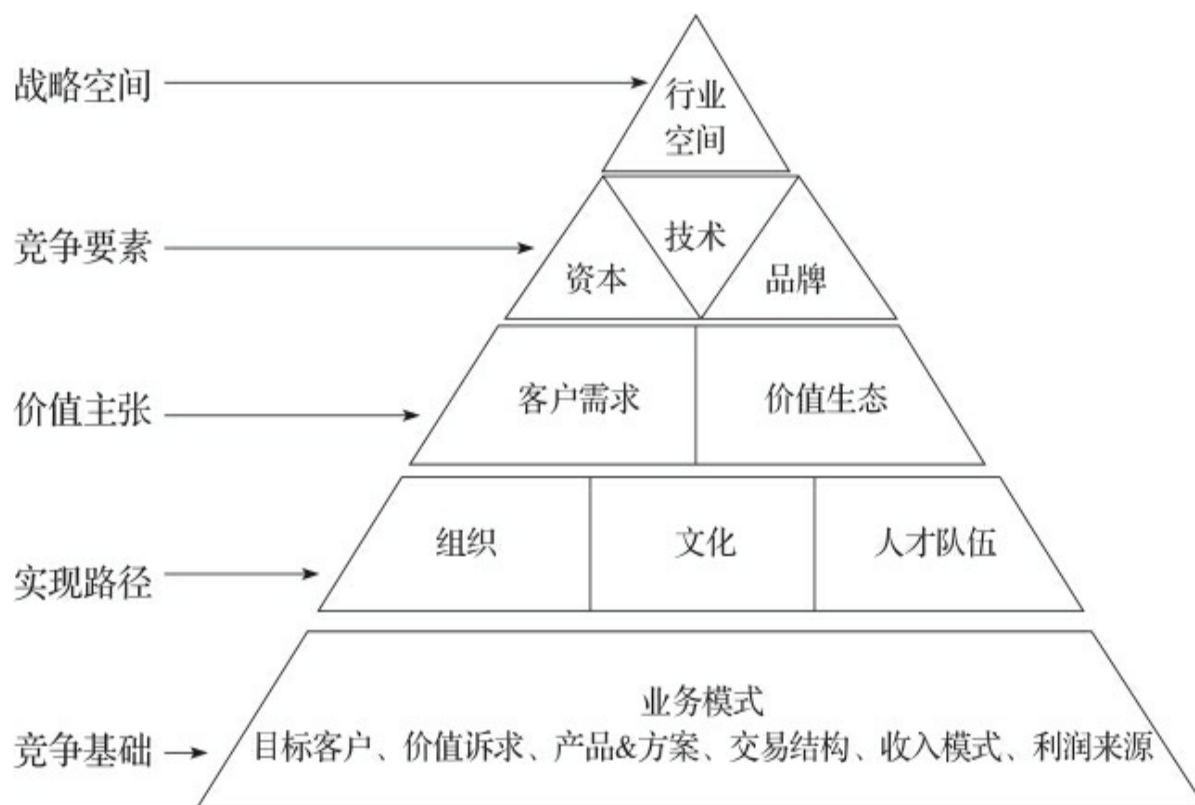 战略空间
行业
空间
竞争要素
技术
资本
品牌
价值主张
客户需求
价值生态
实现路径
组织
文化
人才队伍
竞争基础
业务模式
目标客户、价值诉求、产品&方案、交易结构、收入模式、利润来源